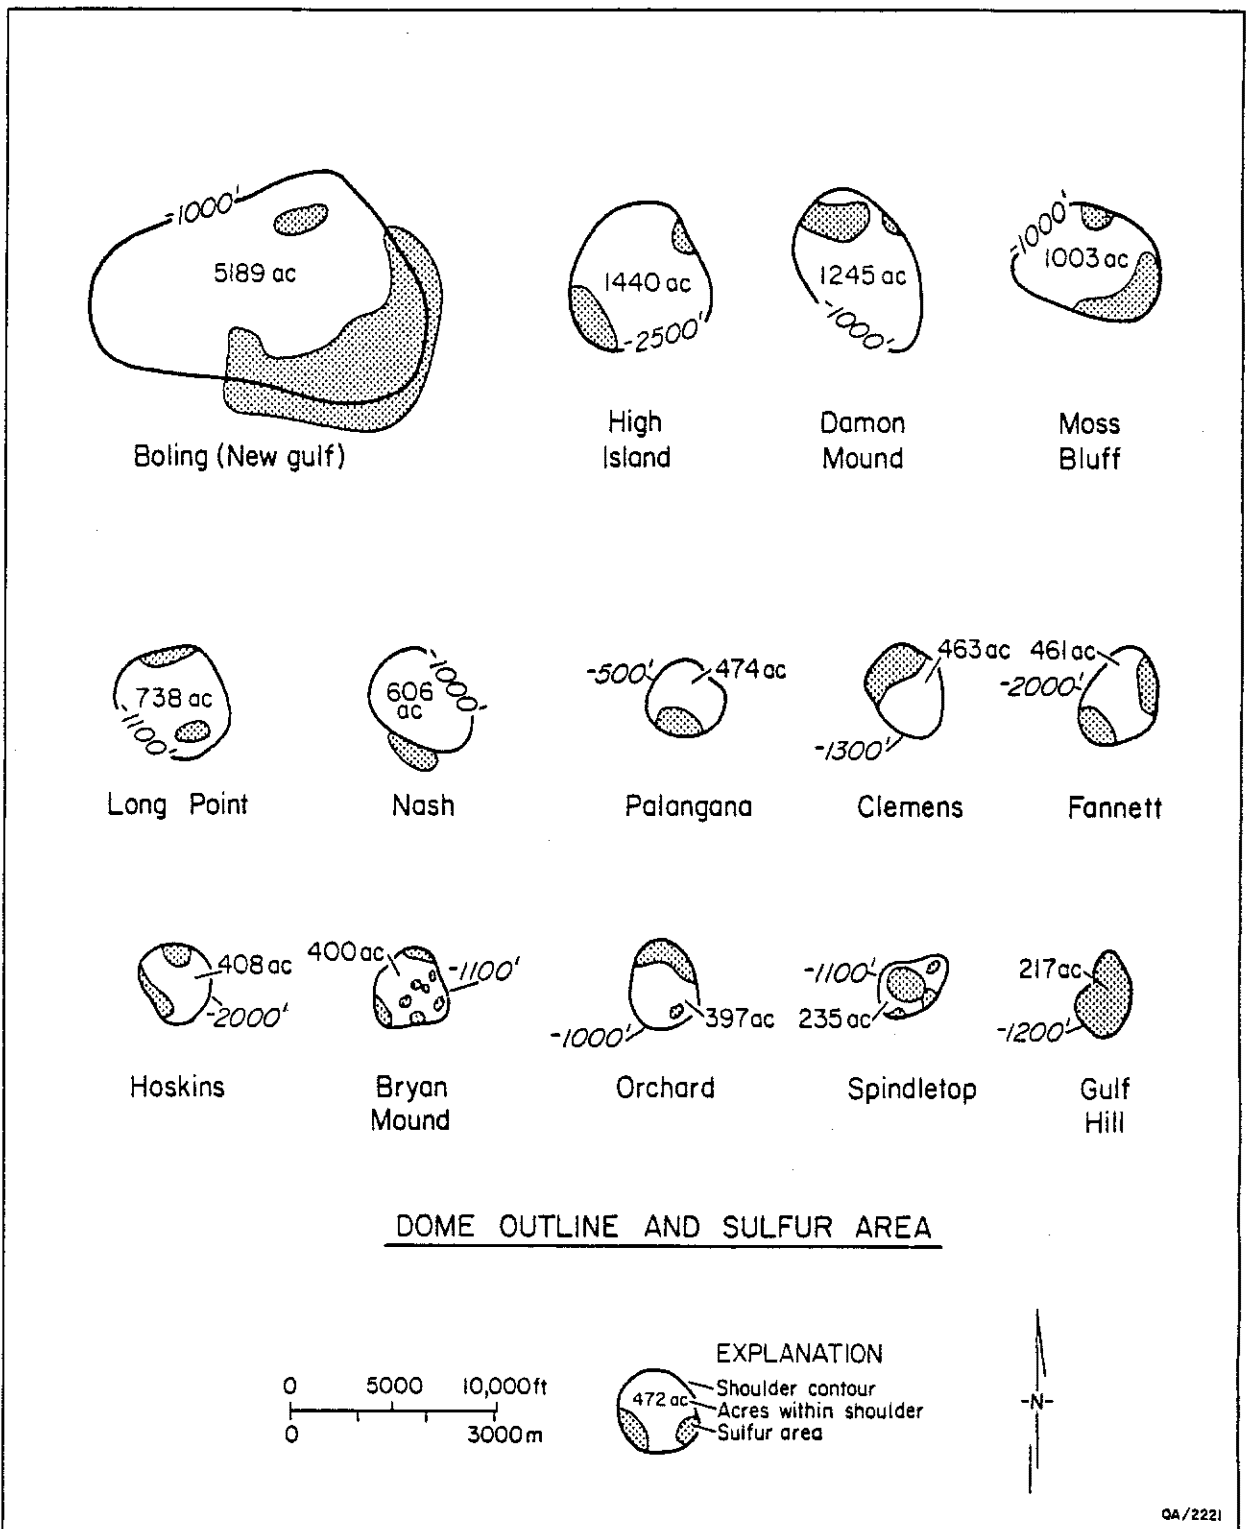 -1000'
5189 ac
Boling (New gulf)
1440 ac
-2500'
High
Island
1245 ac
-1000'
Damon
Mound
-1000'
1003 ac
Moss
Bluff
738 ac
-1100'
Long Point
-1000'
606
ac
Nash
-500'
474 ac
Palangana
463 ac
-1300'
Clemens
461 ac
-2000'
Fannett
408 ac
-2000'
Hoskins
400 ac
-1100'
Bryan
Mound
-1000'
397 ac
Orchard
-1100'
235 ac
Spindletop
217 ac
-1200'
Gulf
Hill
DOME OUTLINE AND SULFUR AREA
0 5000 10,000 ft
0 3000 m
EXPLANATION
472 ac
Shoulder contour
Acres within shoulder
Sulfur area
-N-
QA/2221